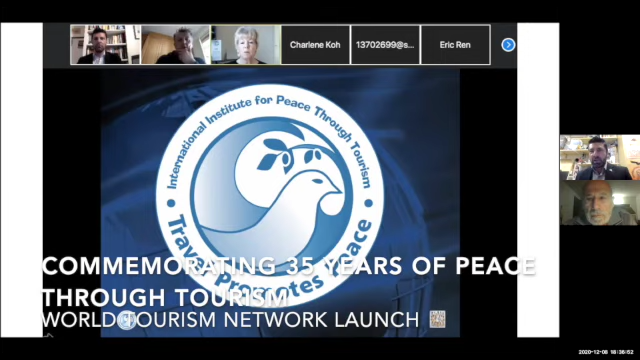 Charlene Koh
13702699@s...
Eric Ren
International Institute for Peace Through Tourism
Travel Promotes Peace
COMMEMORATING 35 YEARS OF PEACE
THROUGH TOURISM
WORLD TOURISM NETWORK LAUNCH
2020-12-08 18:36:52